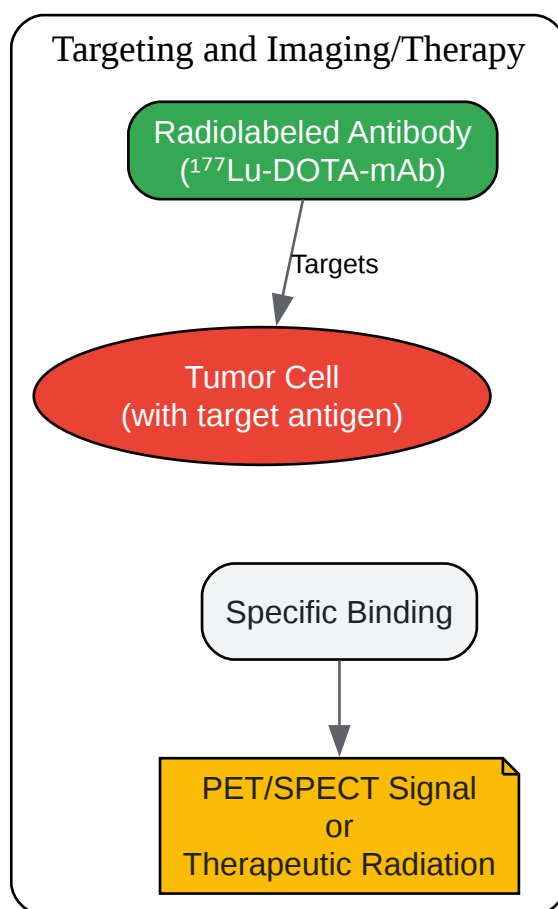 Targeting and Imaging/Therapy
Radiolabeled Antibody
(¹⁷⁷Lu-DOTA-mAb)
Targets
Tumor Cell
(with target antigen)
Specific Binding
PET/SPECT Signal
or
Therapeutic Radiation